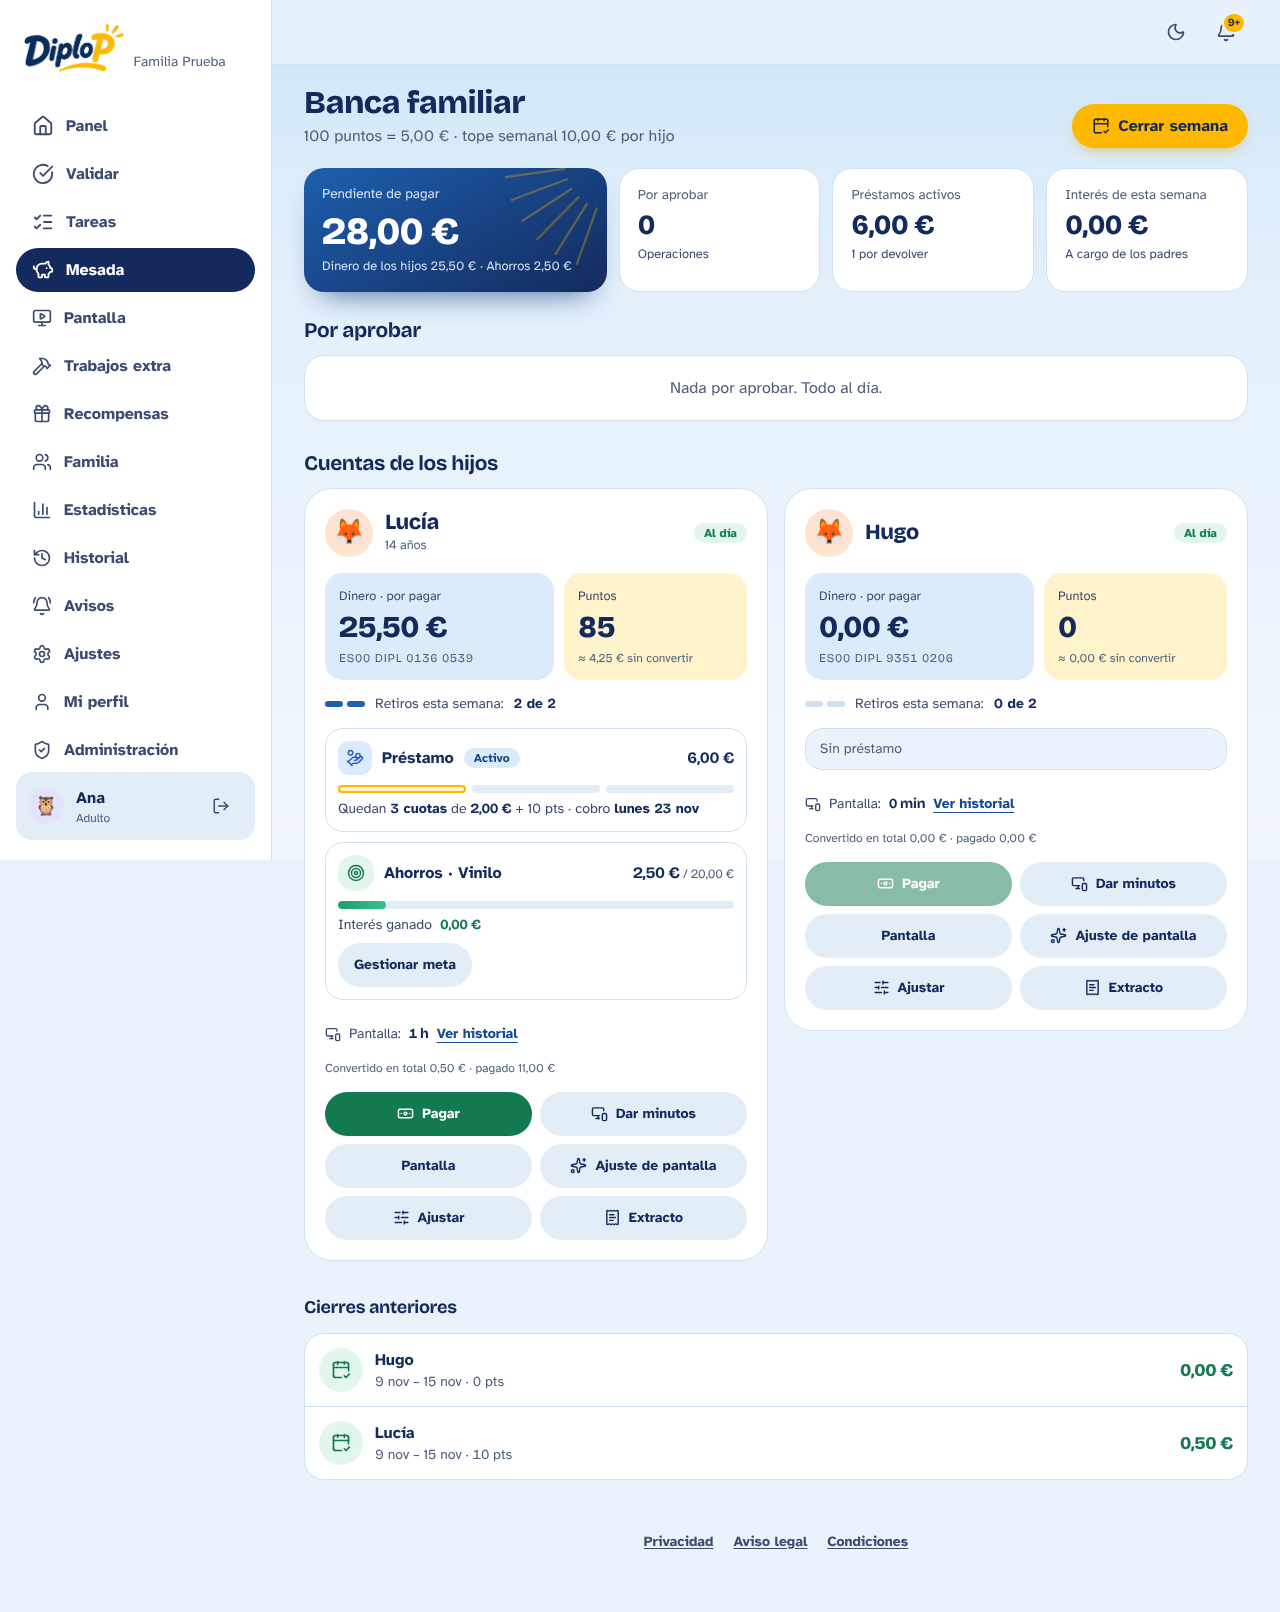 DiploP
Familia Prueba
Panel
Validar
Tareas
Mesada
Pantalla
Trabajos extra
Recompensas
Familia
Estadísticas
Historial
Avisos
Ajustes
Mi perfil
Administración
Ana
Adulto
9+
Banca familiar
100 puntos = 5,00 € · tope semanal 10,00 € por hijo
Cerrar semana
Pendiente de pagar
28,00 €
Dinero de los hijos 25,50 € · Ahorros 2,50 €
Por aprobar
0
Operaciones
Préstamos activos
6,00 €
1 por devolver
Interés de esta semana
0,00 €
A cargo de los padres
Por aprobar
Nada por aprobar. Todo al día.
Cuentas de los hijos
Lucía
14 años
Al día
Dinero · por pagar
25,50 €
ES00 DIPL 0136 0539
Puntos
85
≈ 4,25 € sin convertir
Retiros esta semana: 2 de 2
Préstamo Activo 6,00 €
Quedan 3 cuotas de 2,00 € + 10 pts · cobro lunes 23 nov
Ahorros · Vinilo 2,50 € / 20,00 €
Interés ganado 0,00 €
Gestionar meta
Pantalla: 1 h Ver historial
Convertido en total 0,50 € · pagado 11,00 €
Pagar
Dar minutos
Pantalla
Ajuste de pantalla
Ajustar
Extracto
Hugo
Al día
Dinero · por pagar
0,00 €
ES00 DIPL 9351 0206
Puntos
0
≈ 0,00 € sin convertir
Retiros esta semana: 0 de 2
Sin préstamo
Pantalla: 0 min Ver historial
Convertido en total 0,00 € · pagado 0,00 €
Pagar
Dar minutos
Pantalla
Ajuste de pantalla
Ajustar
Extracto
Cierres anteriores
Hugo
9 nov – 15 nov · 0 pts
0,00 €
Lucía
9 nov – 15 nov · 10 pts
0,50 €
Privacidad Aviso legal Condiciones